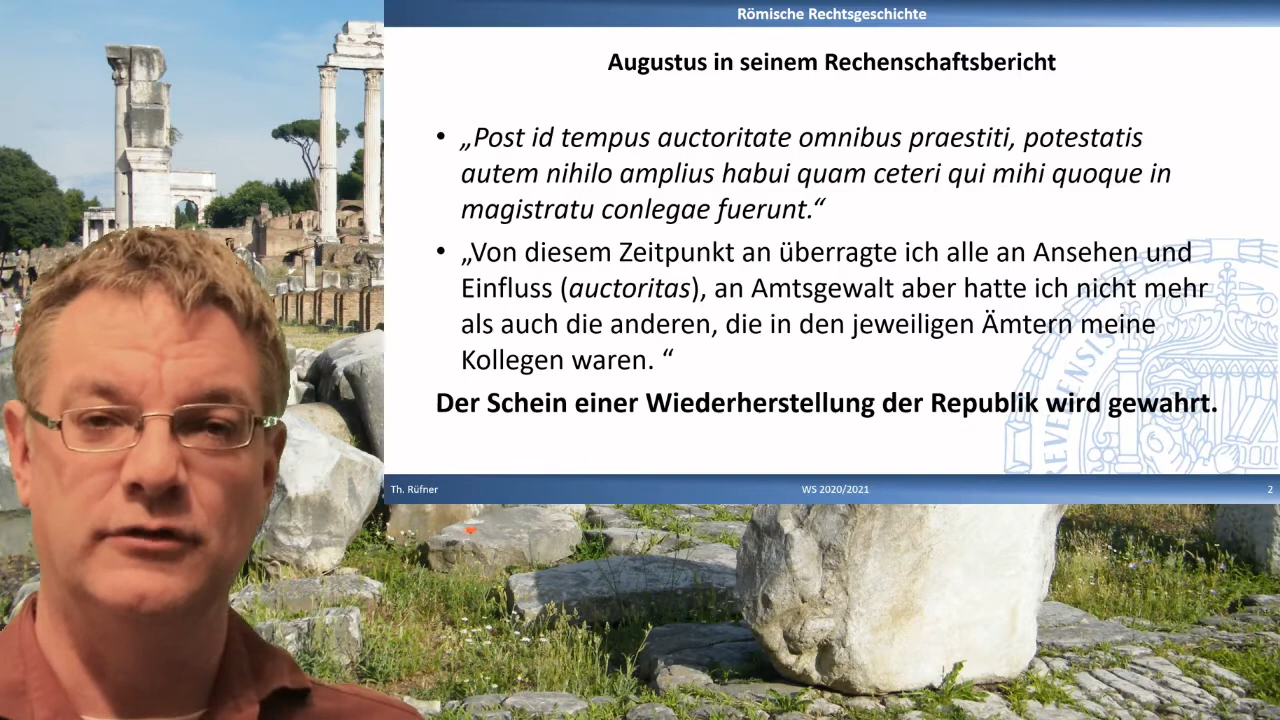 Römische Rechtsgeschichte
Augustus in seinem Rechenschaftsbericht
• „Post id tempus auctoritate omnibus praestiti, potestatis
autem nihilo amplius habui quam ceteri qui mihi quoque in
magistratu conlegae fuerunt.“
• „Von diesem Zeitpunkt an überragte ich alle an Ansehen und
Einfluss (auctoritas), an Amtsgewalt aber hatte ich nicht mehr
als auch die anderen, die in den jeweiligen Ämtern meine
Kollegen waren. “
Der Schein einer Wiederherstellung der Republik wird gewahrt.
Th. Rüfner WS 2020/2021 2